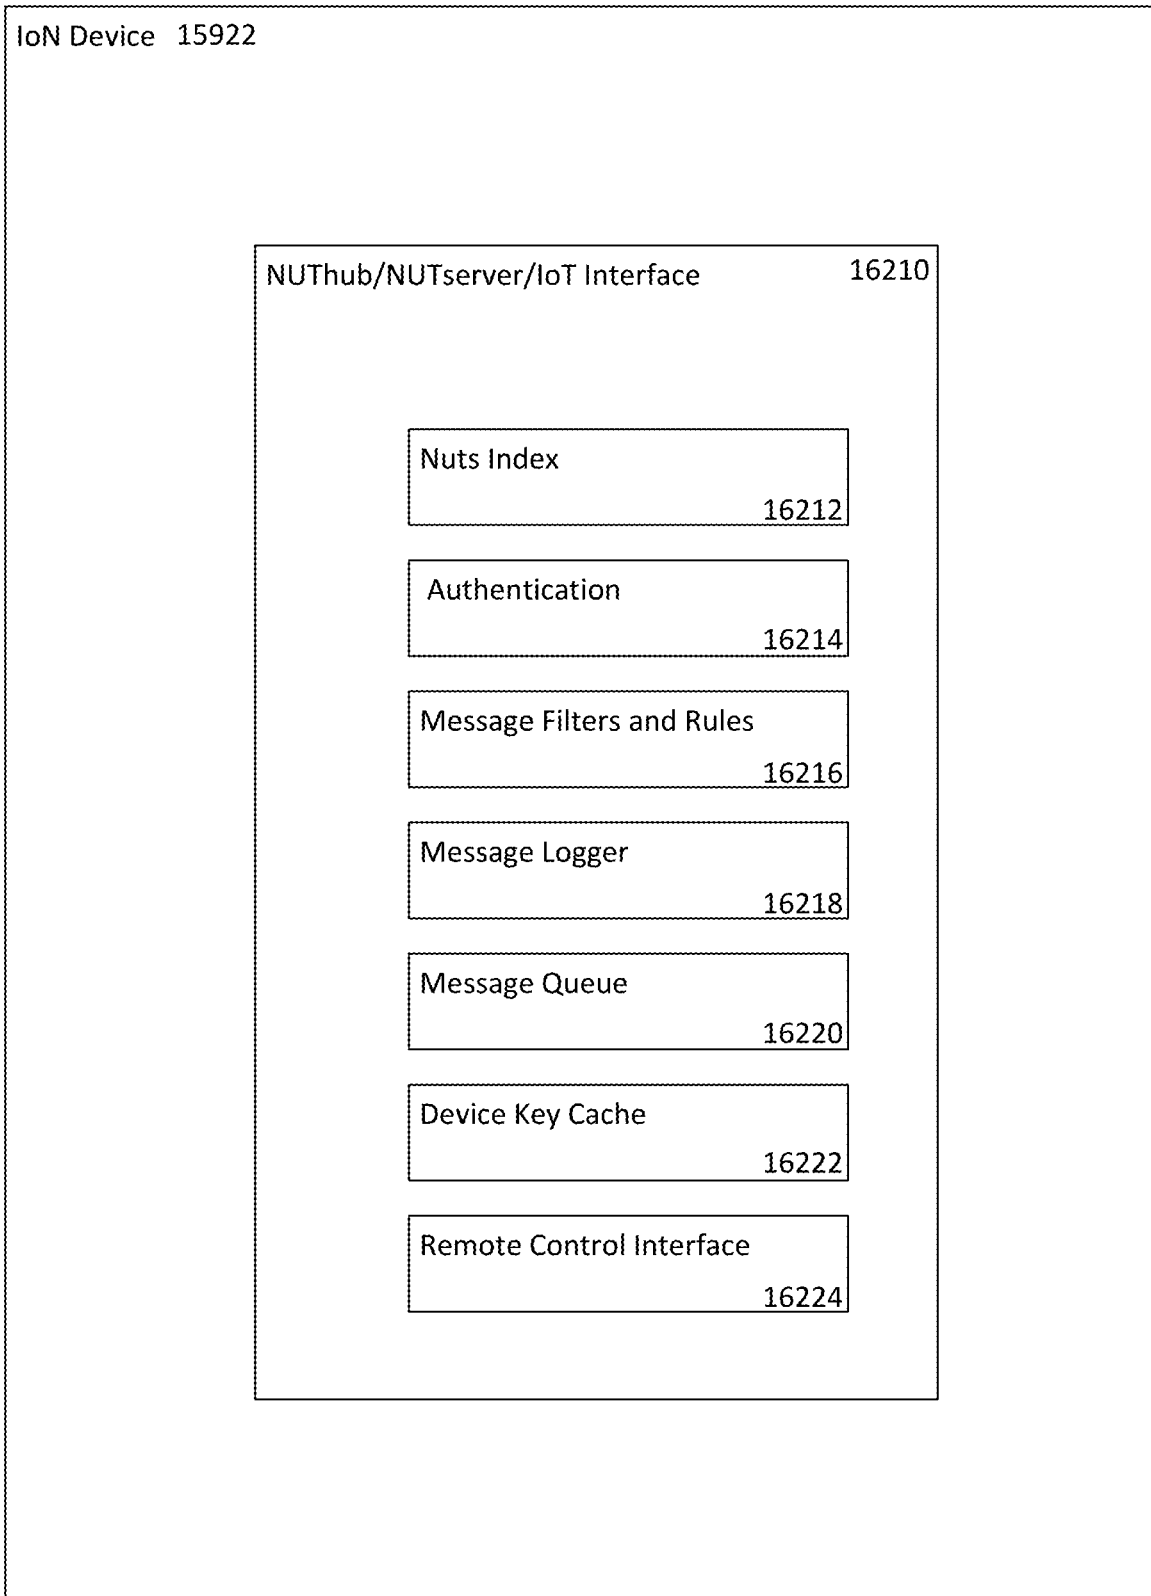 IoN Device 15922
NUThub/NUTserver/IoT Interface 16210
Nuts Index
16212
Authentication
16214
Message Filters and Rules
16216
Message Logger
16218
Message Queue
16220
Device Key Cache
16222
Remote Control Interface
16224